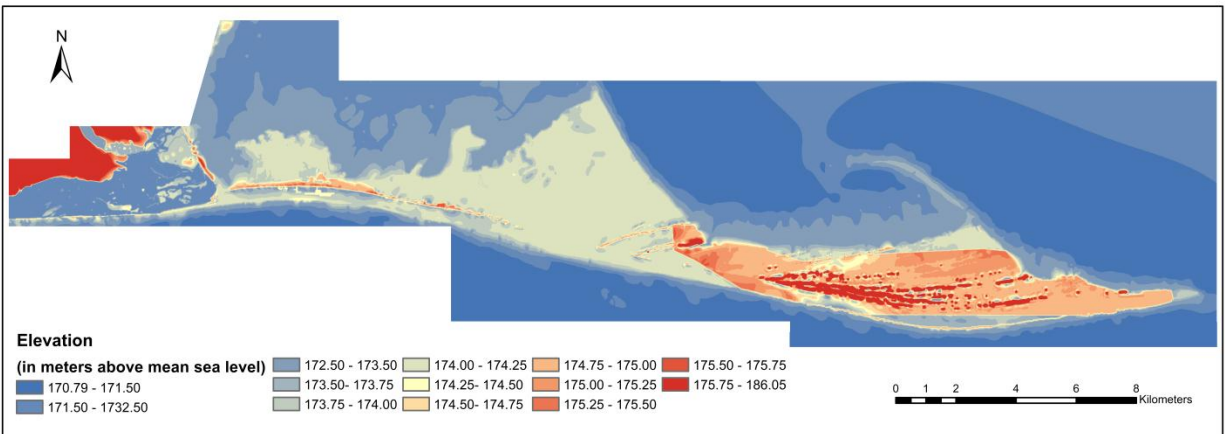 N
Elevation
(in meters above mean sea level)
170.79 - 171.50
171.50 - 1732.50
172.50 - 173.50
173.50- 173.75
173.75 - 174.00
174.00 - 174.25
174.25- 174.50
174.50- 174.75
174.75 - 175.00
175.00 - 175.25
175.25 - 175.50
175.50 - 175.75
175.75 - 186.05
0 1 2 4 6 8
Kilometers